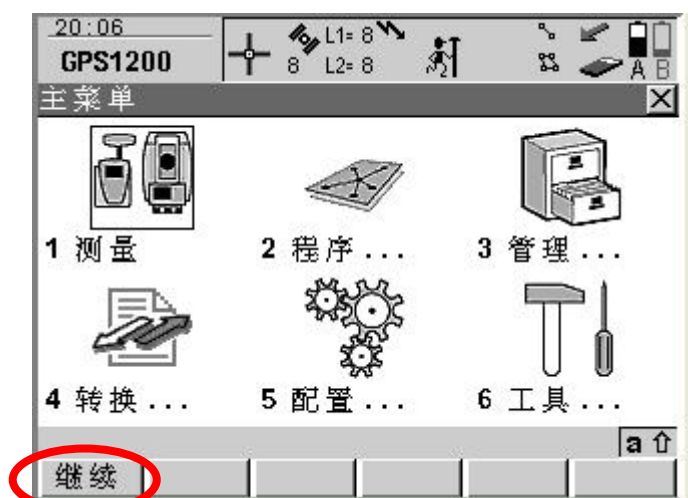 20:06
GPS1200
L1= 8
8 L2= 8
2
A B
主菜单
1 测量
2 程序...
3 管理...
4 转换...
5 配置...
6 工具...
a
继续